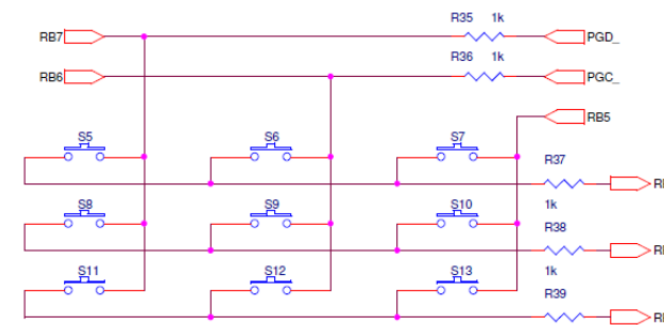 R35 1k
RB7 PGD_
R36 1k
RB6 PGC_
RB5
S5 S6 S7
R37
1k
S8 S9 S10
R38
1k
S11 S12 S13
R39